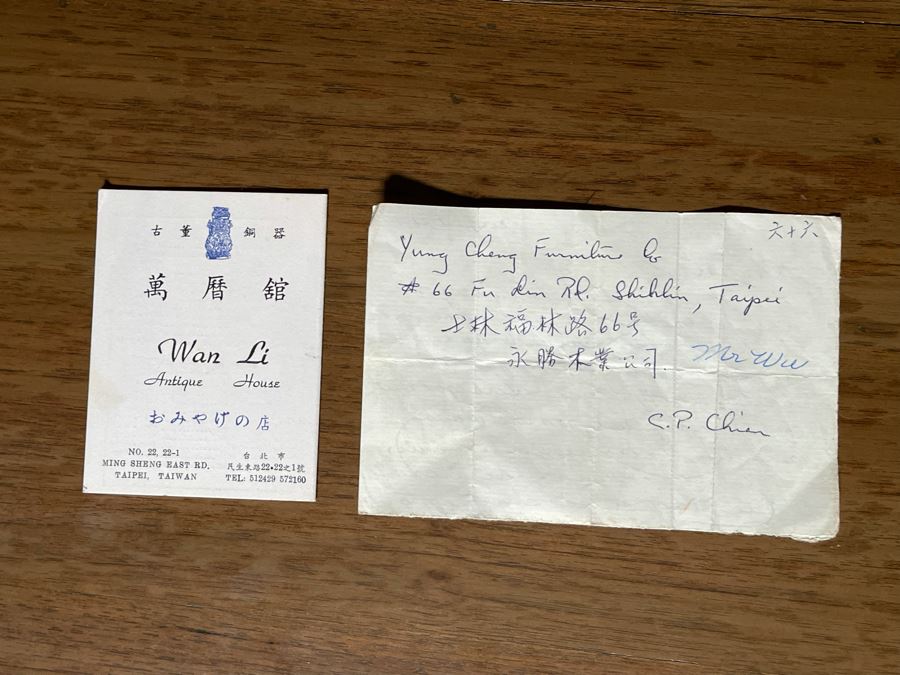 古董 銅器
萬曆舘
Wan Li
Antique House
おみやげの店
NO. 22, 22-1
MING SHENG EAST RD.
TAIPEI, TAIWAN
台北市
民生東路22•22之1號
TEL: 512429 572160
六十六
Yung Cheng Furniture Co
# 66 Fu Lin Rd. Shihlin, Taipei
士林福林路66号
永勝木業公司. Mr Wu
C.P. Chien